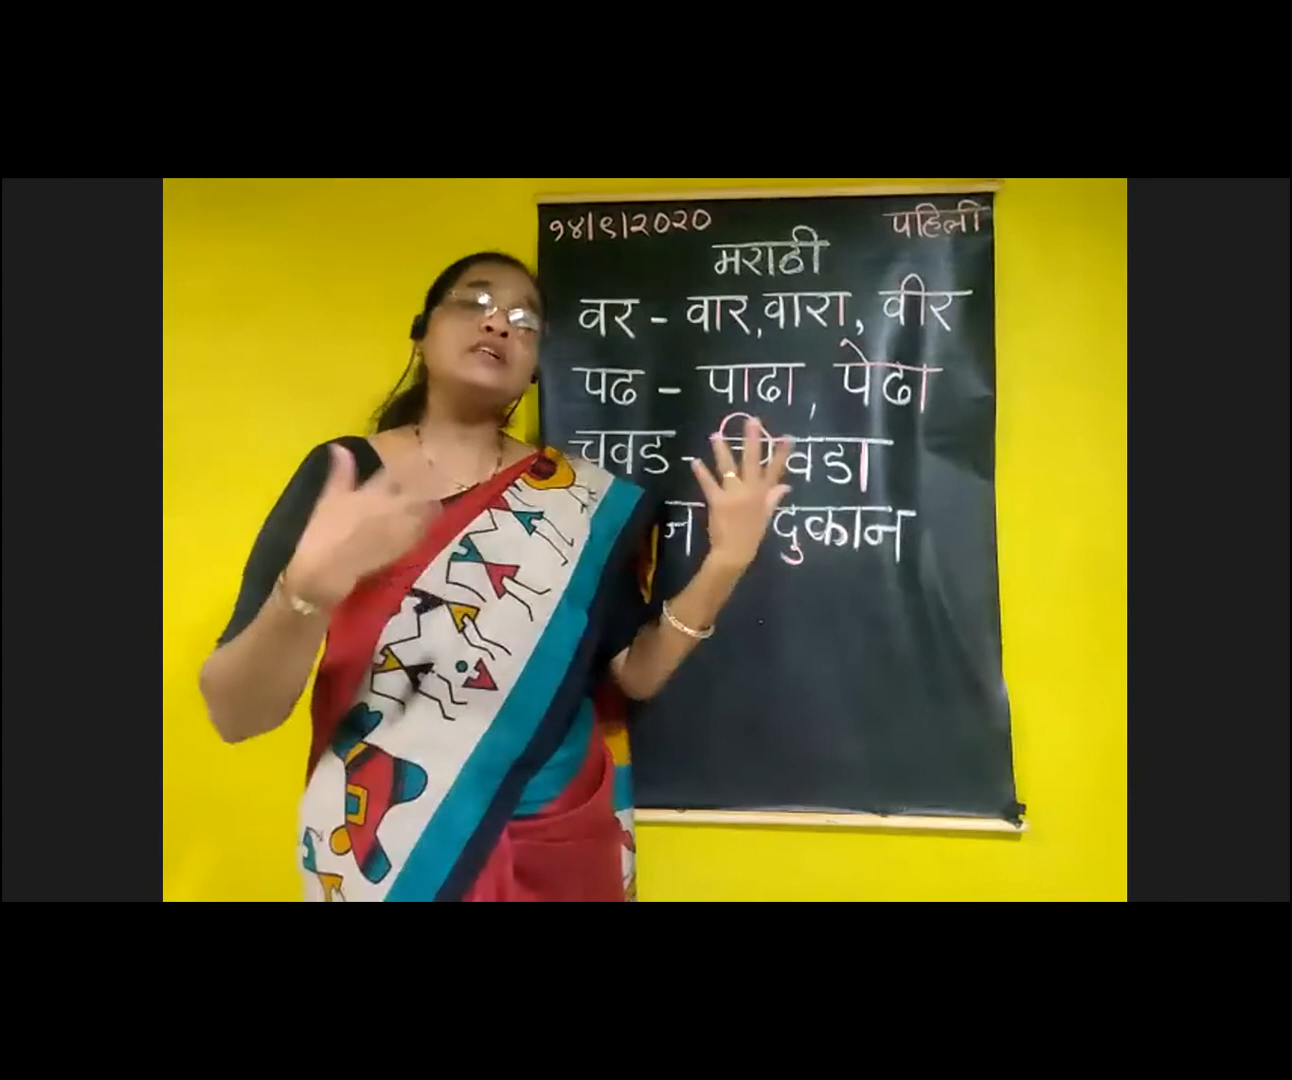 १४/९/२०२० पहिली
मराठी
वर - वार, वारा, वीर
पढ - पाढा, पेढा
चवड -
दुकान